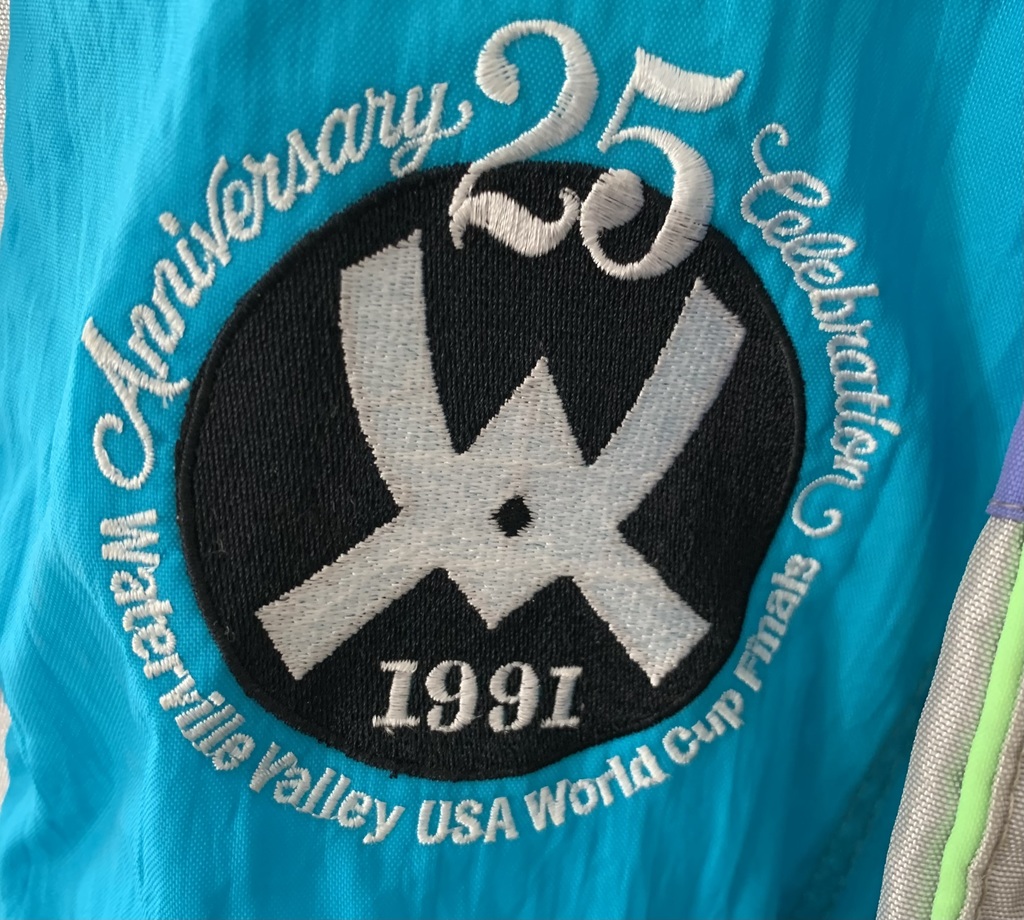 Anniversary 25 Celebration
1991
Waterville Valley USA World Cup Finals